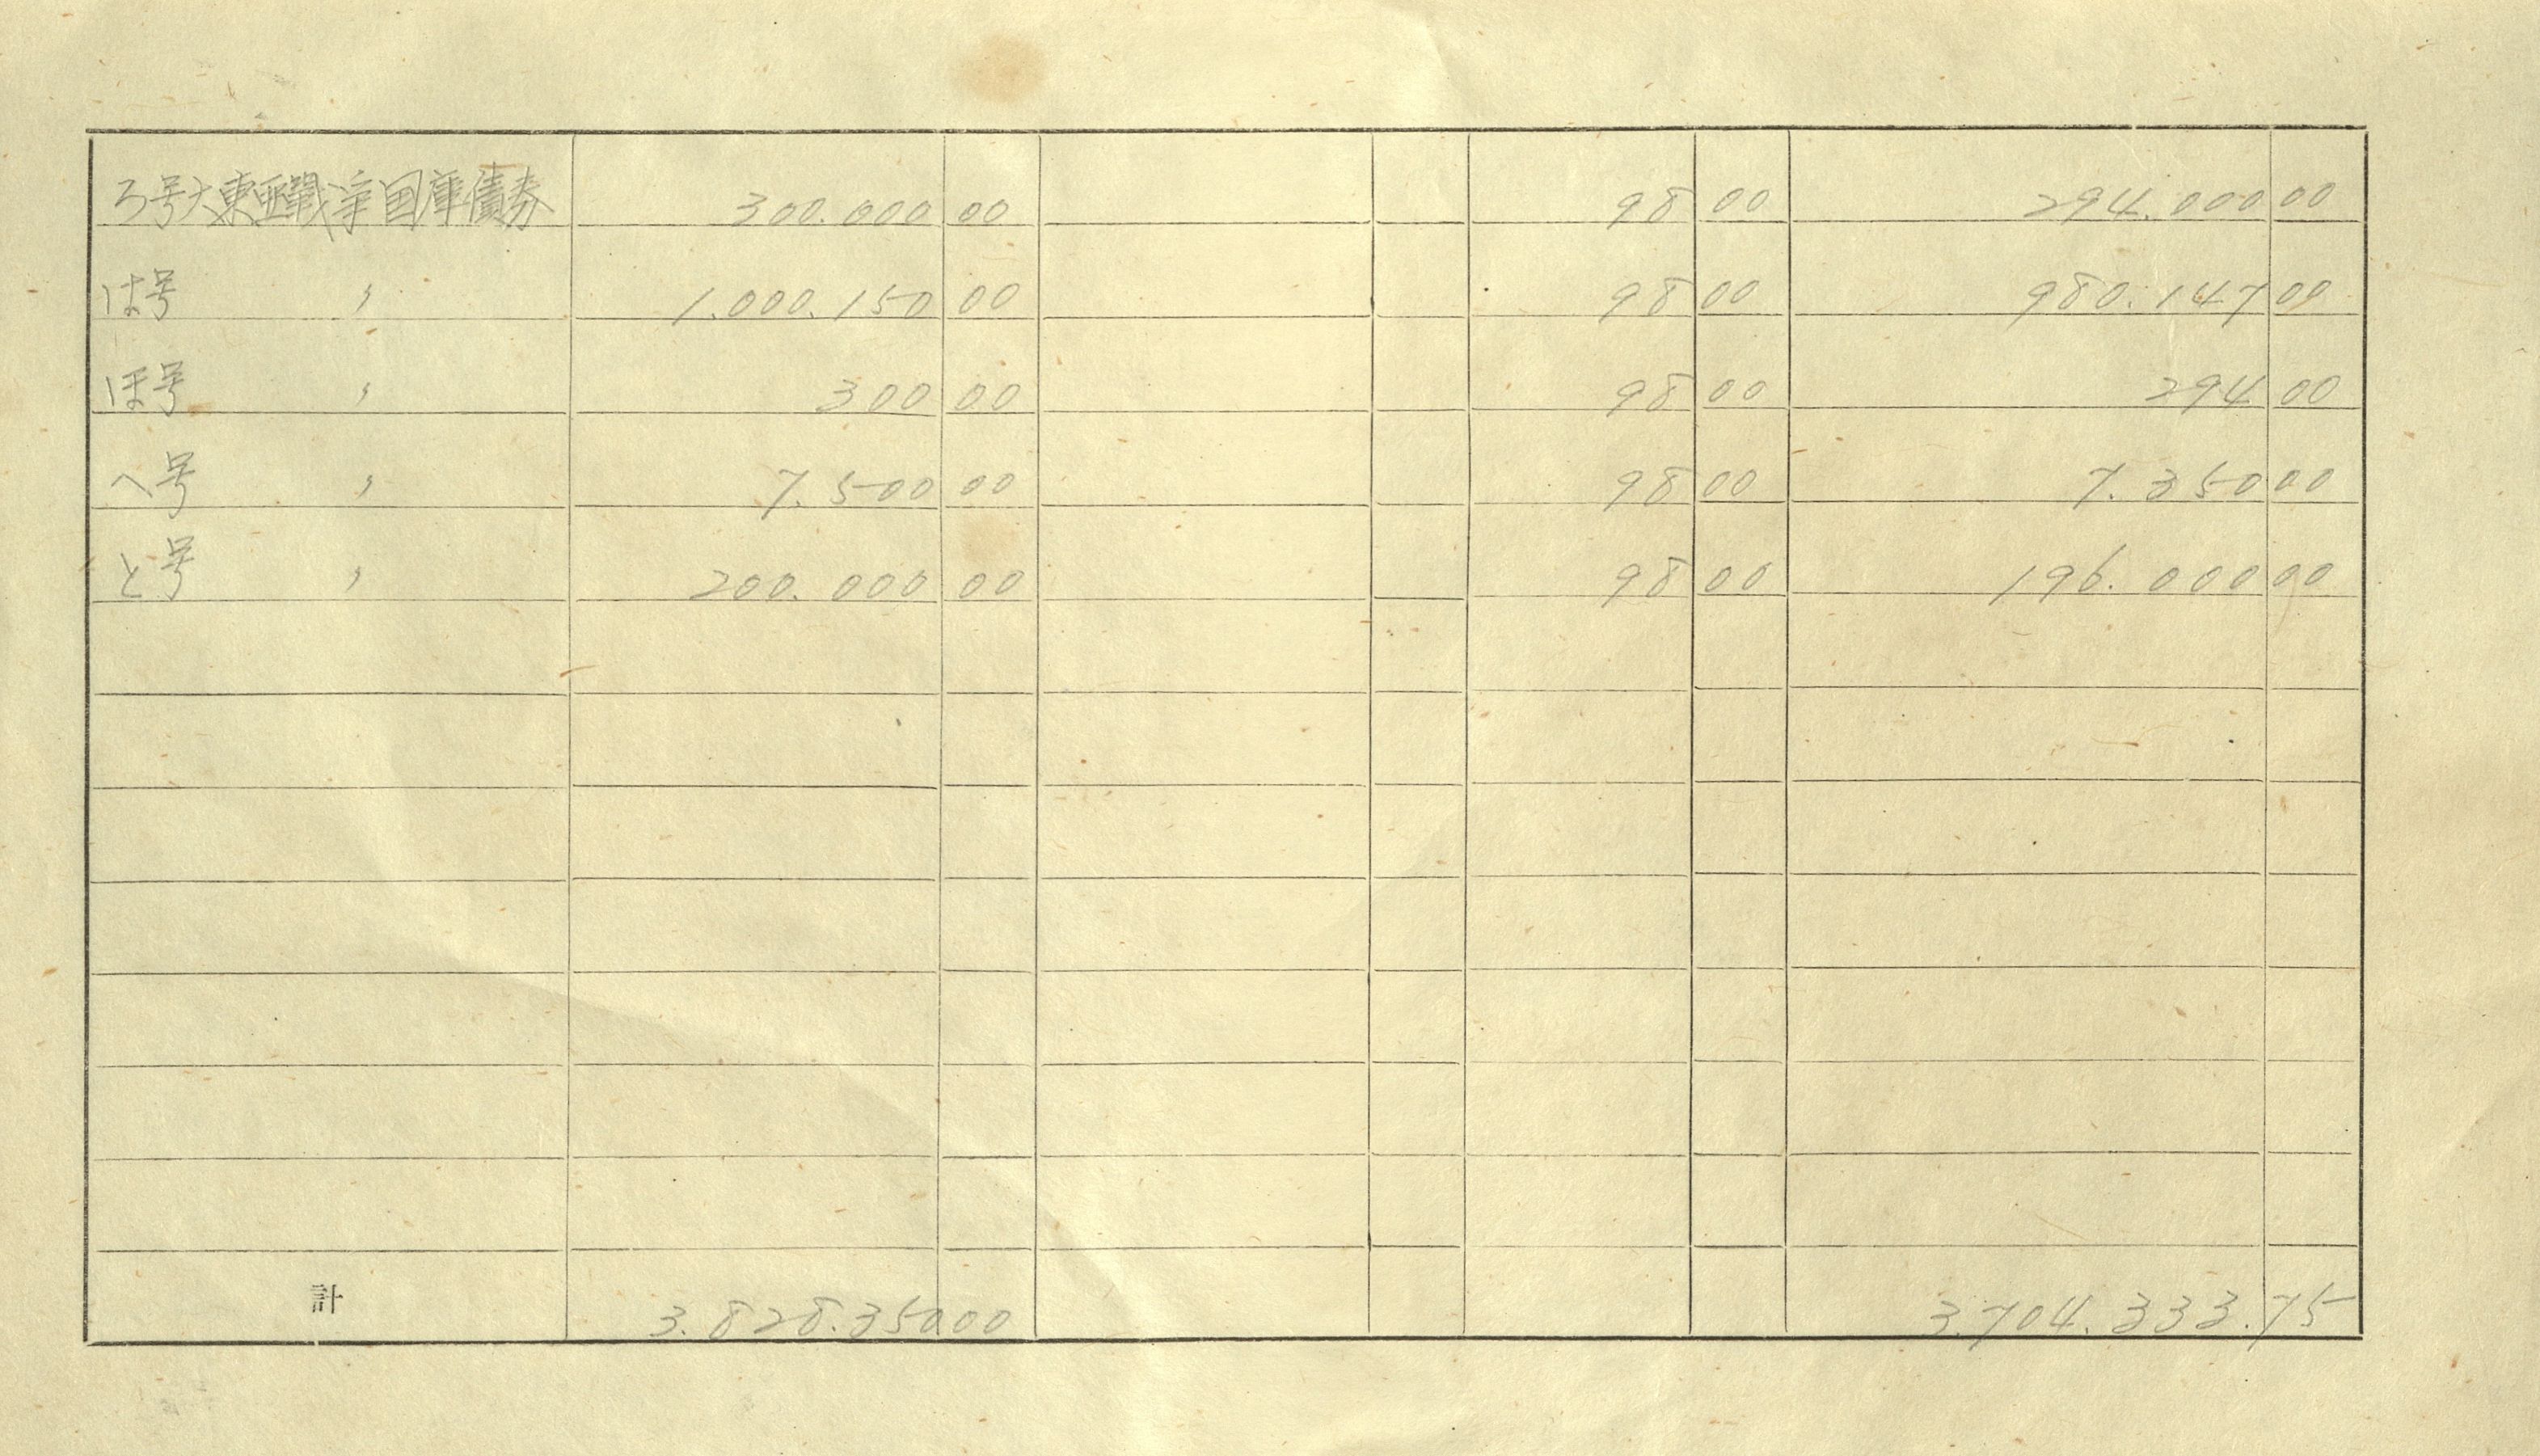 ろ号大東亜戦争国庫債券 300.000 00 98 00 294.000 00
は号 〃 1.000.150 00 98 00 980.147 00
ほ号 〃 300 00 98 00 294 00
へ号 〃 7.500 00 98 00 7.350 00
と号 〃 200.000 00 98 00 196.000 00
計 3.828.350 00 3.704.333.75